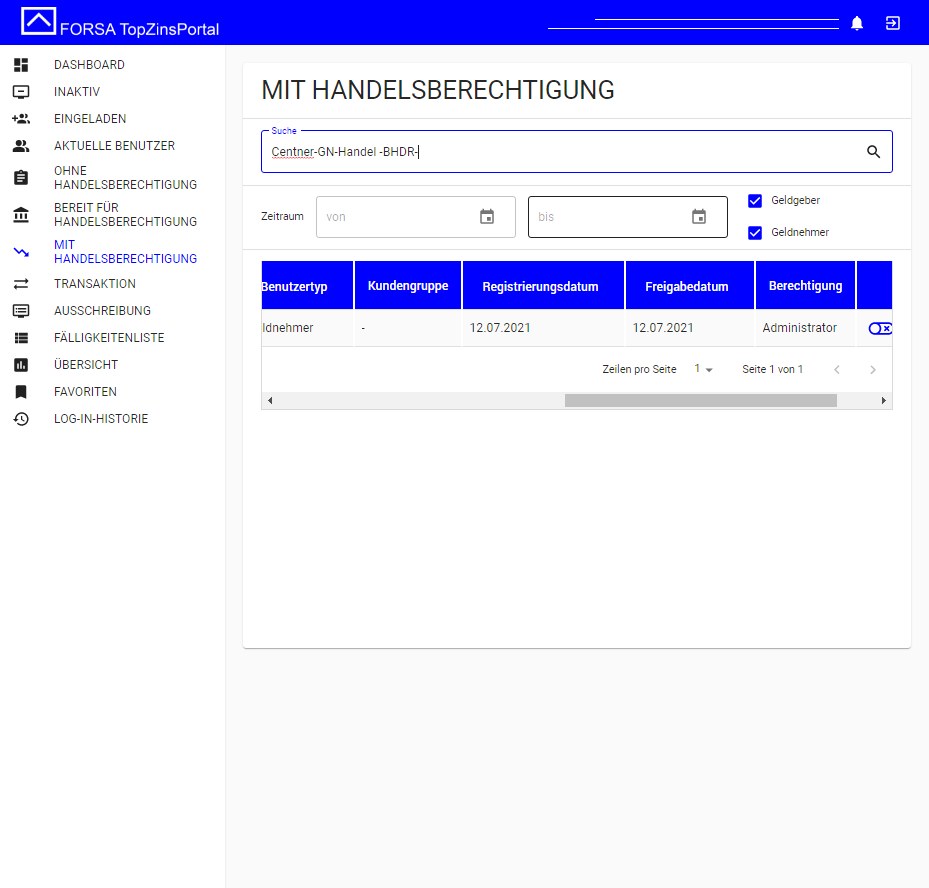 FORSA TopZinsPortal
DASHBOARD
INAKTIV
EINGELADEN
AKTUELLE BENUTZER
OHNE
HANDELSBERECHTIGUNG
BEREIT FÜR
HANDELSBERECHTIGUNG
MIT
HANDELSBERECHTIGUNG
TRANSAKTION
AUSSCHREIBUNG
FÄLLIGKEITENLISTE
ÜBERSICHT
FAVORITEN
LOG-IN-HISTORIE
MIT HANDELSBERECHTIGUNG
Suche
Centner-GN-Handel -BHDR-
Zeitraum von bis
Geldgeber
Geldnehmer
Benutzertyp Kundengruppe Registrierungsdatum Freigabedatum Berechtigung
ldnehmer - 12.07.2021 12.07.2021 Administrator
Zeilen pro Seite 1 Seite 1 von 1